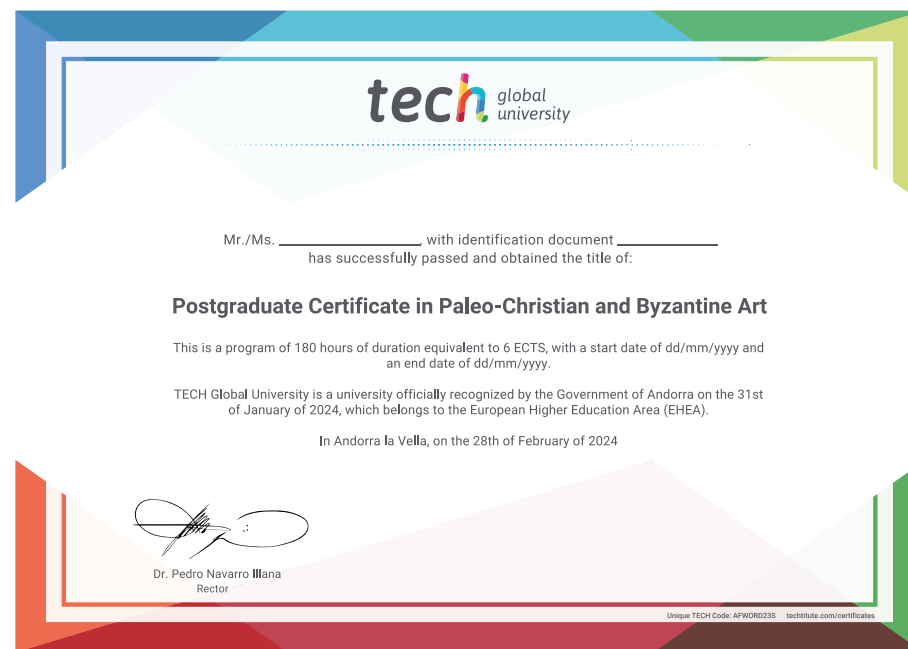 tech global
university
Mr./Ms. ____________, with identification document ____________
has successfully passed and obtained the title of:
Postgraduate Certificate in Paleo-Christian and Byzantine Art
This is a program of 180 hours of duration equivalent to 6 ECTS, with a start date of dd/mm/yyyy and
an end date of dd/mm/yyyy.
TECH Global University is a university officially recognized by the Government of Andorra on the 31st
of January of 2024, which belongs to the European Higher Education Area (EHEA).
In Andorra la Vella, on the 28th of February of 2024
Dr. Pedro Navarro Illana
Rector
Unique TECH Code: AFWORD23S techtitute.com/certificates